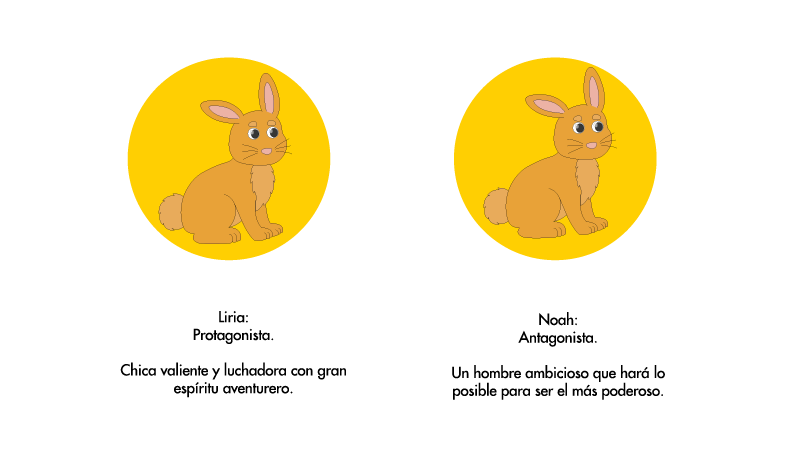 Liria:
Protagonista.
Chica valiente y luchadora con gran
espíritu aventurero.
Noah:
Antagonista.
Un hombre ambicioso que hará lo
posible para ser el más poderoso.